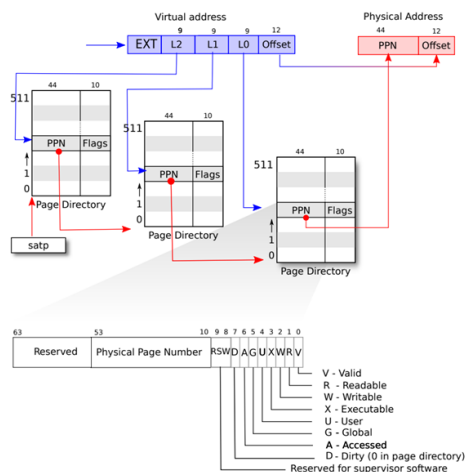 Virtual address
Physical Address
9 9 9 12
44 12
EXT L2 L1 L0 Offset
PPN Offset
44 10
511
PPN Flags
1
0
Page Directory
satp
44 10
511
PPN Flags
1
0
Page Directory
44 10
511
PPN Flags
1
0
Page Directory
63 53 10 9 8 7 6 5 4 3 2 1 0
Reserved Physical Page Number RSW D A G U X W R V
V - Valid
R - Readable
W - Writable
X - Executable
U - User
G - Global
A - Accessed
D - Dirty (0 in page directory)
Reserved for supervisor software